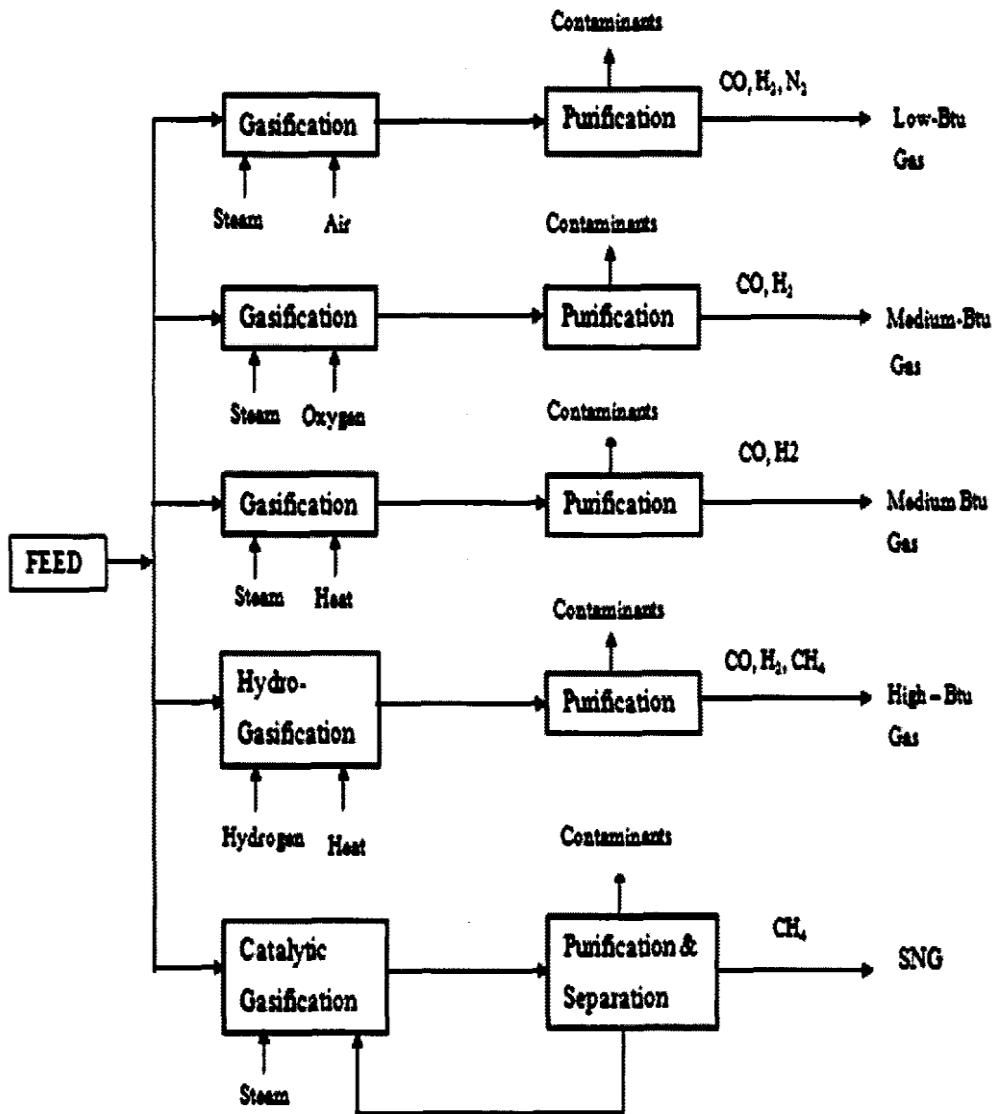 Contaminants
CO, H₂, N₂
Gasification
Purification
Low-Btu
Gas
Steam
Air
Contaminants
CO, H₂
Gasification
Purification
Medium-Btu
Gas
Steam
Oxygen
Contaminants
CO, H2
Gasification
Purification
Medium Btu
Gas
FEED
Steam
Heat
Contaminants
CO, H₂, CH₄
Hydro-
Gasification
Purification
High-Btu
Gas
Hydrogen
Heat
Contaminants
CH₄
Catalytic
Gasification
Purification &
Separation
SNG
Steam